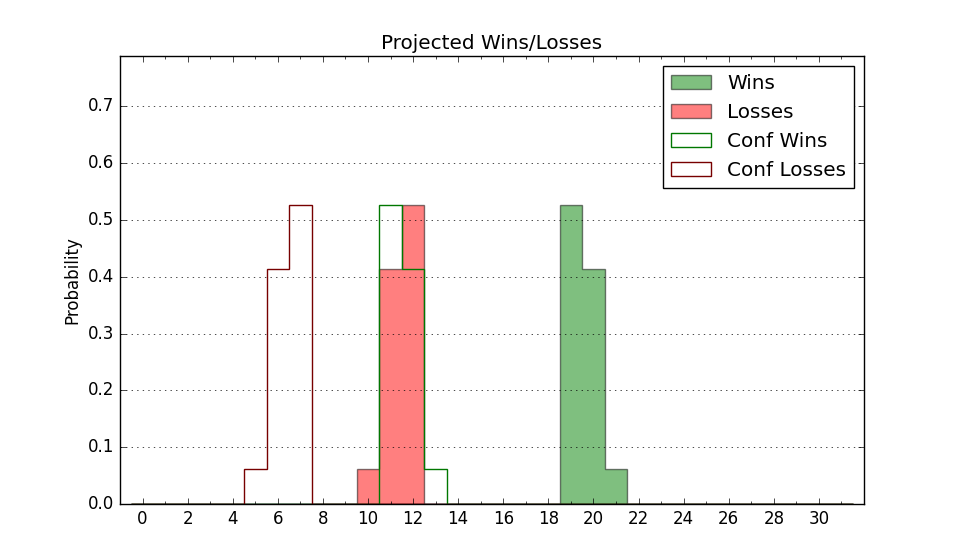 Projected Wins/Losses
Wins
Losses
Conf Wins
Conf Losses
Probability
0.7
0.6
0.5
0.4
0.3
0.2
0.1
0.0
0 2 4 6 8 10 12 14 16 18 20 22 24 26 28 30